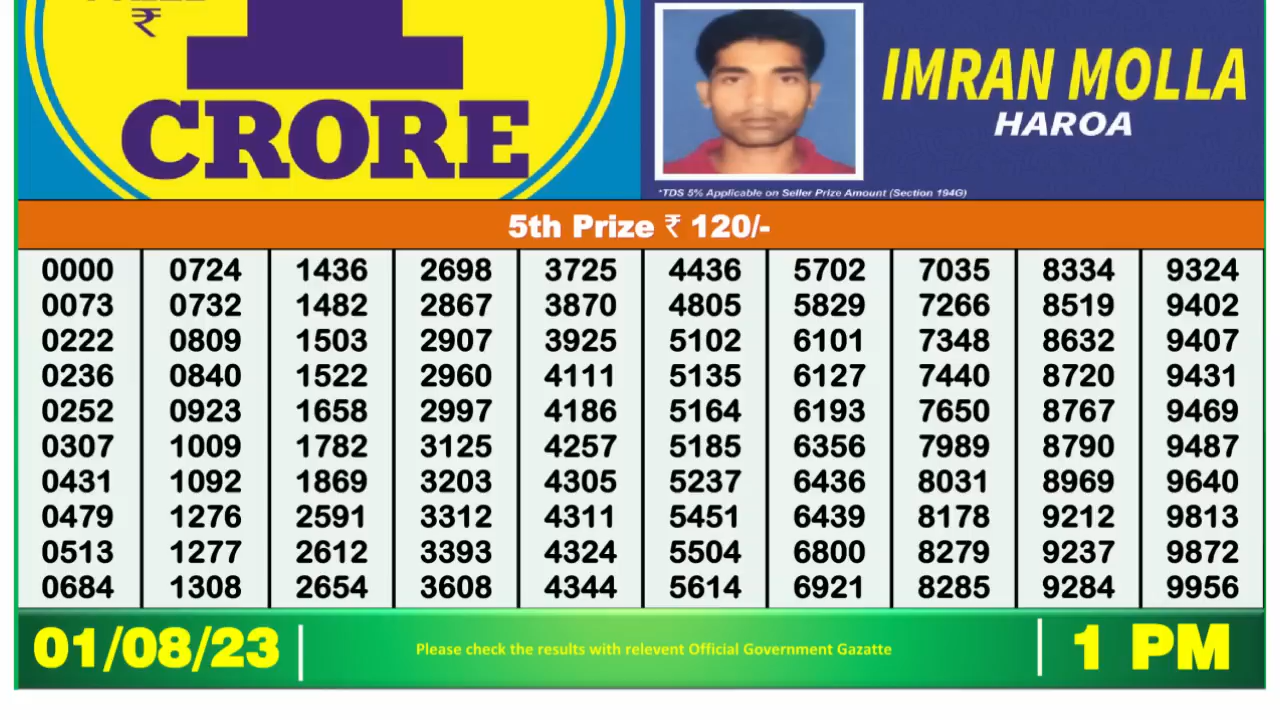 ₹
1
CRORE
IMRAN MOLLA
HAROA
*TDS 5% Applicable on Seller Prize Amount (Section 194G)
5th Prize ₹ 120/-
0000 0724 1436 2698 3725 4436 5702 7035 8334 9324
0073 0732 1482 2867 3870 4805 5829 7266 8519 9402
0222 0809 1503 2907 3925 5102 6101 7348 8632 9407
0236 0840 1522 2960 4111 5135 6127 7440 8720 9431
0252 0923 1658 2997 4186 5164 6193 7650 8767 9469
0307 1009 1782 3125 4257 5185 6356 7989 8790 9487
0431 1092 1869 3203 4305 5237 6436 8031 8969 9640
0479 1276 2591 3312 4311 5451 6439 8178 9212 9813
0513 1277 2612 3393 4324 5504 6800 8279 9237 9872
0684 1308 2654 3608 4344 5614 6921 8285 9284 9956
01/08/23
Please check the results with relevent Official Government Gazatte
1 PM